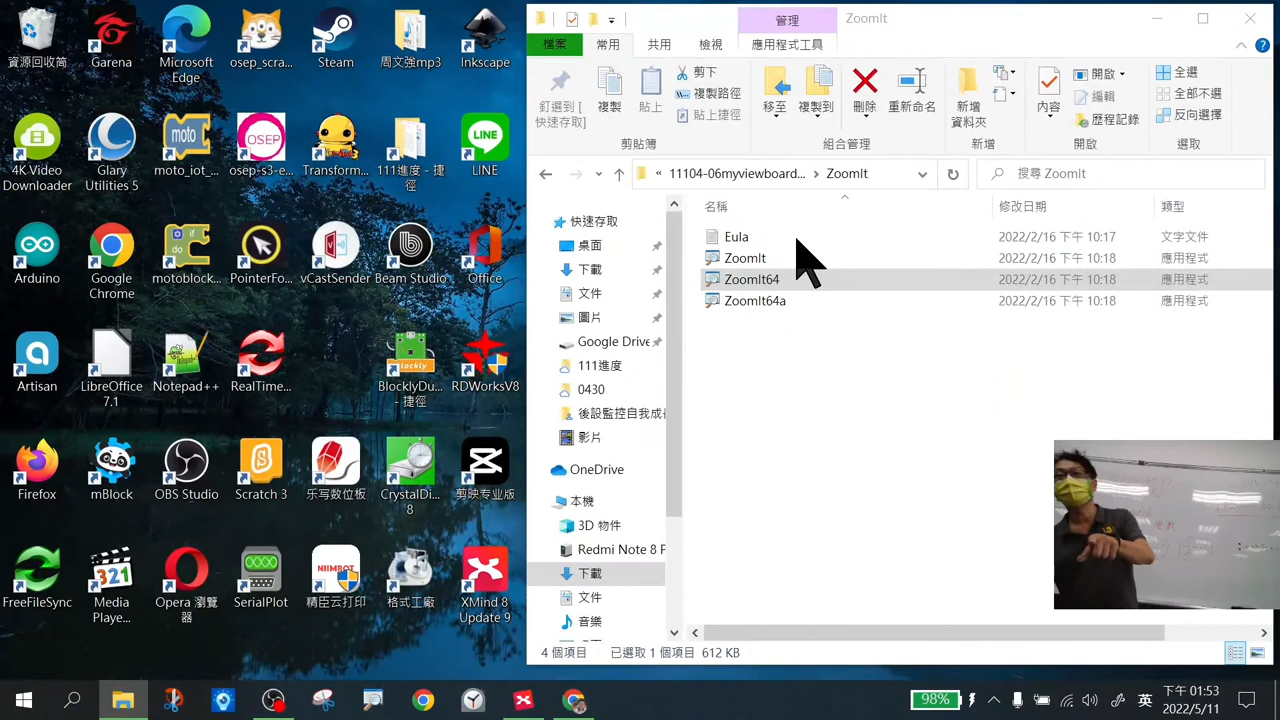 資源回收筒
Garena
Microsoft
Edge
osep_scra...
Steam
周文強mp3
Inkscape
4K Video
Downloader
Glary
Utilities 5
moto
moto_iot_...
OSEP
osep-s3-e...
Transform...
111進度 - 捷
徑
LINE
LINE
Arduino
Google
Chrome
if
do
motoblock...
PointerFo...
vCastSender
Beam Studio
Office
Artisan
LibreOffice
7.1
Notepad++
RealTime...
Blockly
BlocklyDu...
- 捷徑
RDWorksV8
Firefox
mBlock
OBS Studio
Scratch 3
乐写数位板
CrystalDi...
8
剪映专业版
FreeFileSync
321
Media
Playe...
Opera 瀏覽
器
SerialPlot
NIIMBOT
精臣云打印
格式工廠
XMind 8
Update 9
管理
ZoomIt
檔案
常用
共用
檢視
應用程式工具
釘選到 [
快速存取]
複製
貼上
剪下
複製路徑
貼上捷徑
剪貼簿
移至
複製到
刪除
重新命名
組合管理
新增
資料夾
新增
內容
開啟
編輯
歷程記錄
開啟
全選
全部不選
反向選擇
選取
« 11104-06myviewboard... › ZoomIt
搜尋 ZoomIt
快速存取
桌面
下載
文件
圖片
Google Drive
111進度
0430
後設監控自我成長
影片
OneDrive
本機
3D 物件
Redmi Note 8 P
下載
文件
音樂
名稱
修改日期
類型
Eula
2022/2/16 下午 10:17
文字文件
ZoomIt
2022/2/16 下午 10:18
應用程式
ZoomIt64
2022/2/16 下午 10:18
應用程式
ZoomIt64a
2022/2/16 下午 10:18
應用程式
4 個項目
已選取 1 個項目 612 KB
98%
英
下午 01:53
2022/5/11